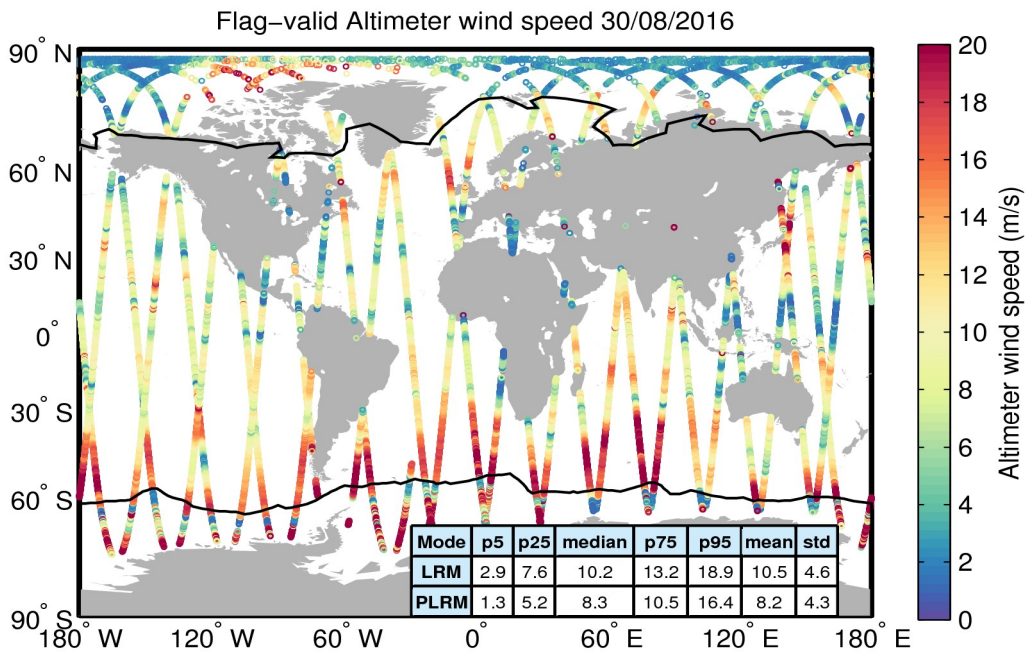 Flag−valid Altimeter wind speed 30/08/2016
90° N
60° N
30° N
0°
30° S
60° S
90° S
180° W
120° W
60° W
0°
60° E
120° E
180° E
Mode p5 p25 median p75 p95 mean std
LRM 2.9 7.6 10.2 13.2 18.9 10.5 4.6
PLRM 1.3 5.2 8.3 10.5 16.4 8.2 4.3
20
18
16
14
12
10
8
6
4
2
0
Altimeter wind speed (m/s)